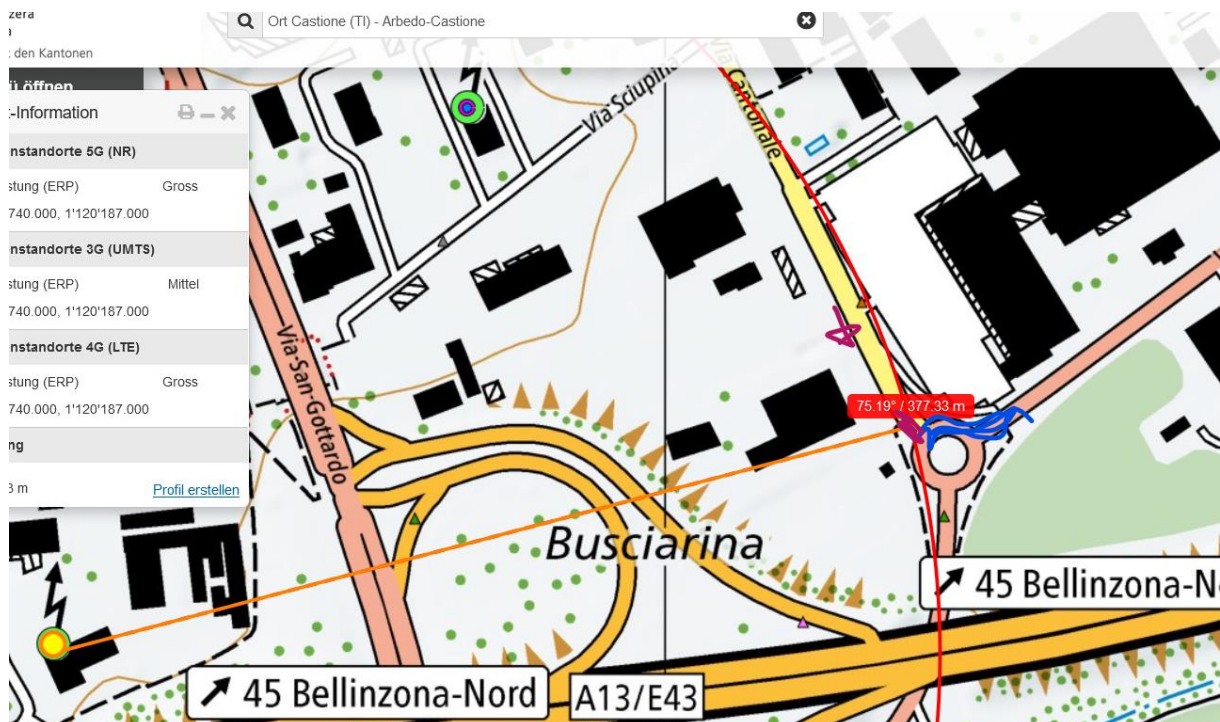 zera
a
: den Kantonen
Ort Castione (TI) - Arbedo-Castione
ü öffnen
t-Information
nstandorte 5G (NR)
stung (ERP) Gross
740.000, 1'120'187.000
nstandorte 3G (UMTS)
stung (ERP) Mittel
740.000, 1'120'187.000
nstandorte 4G (LTE)
stung (ERP) Gross
740.000, 1'120'187.000
ng
8 m Profil erstellen
Via Sciupina
Via Cantonale
Via-San-Gottardo
75.19° / 377.33 m
Busciarina
45 Bellinzona-No
45 Bellinzona-Nord
A13/E43